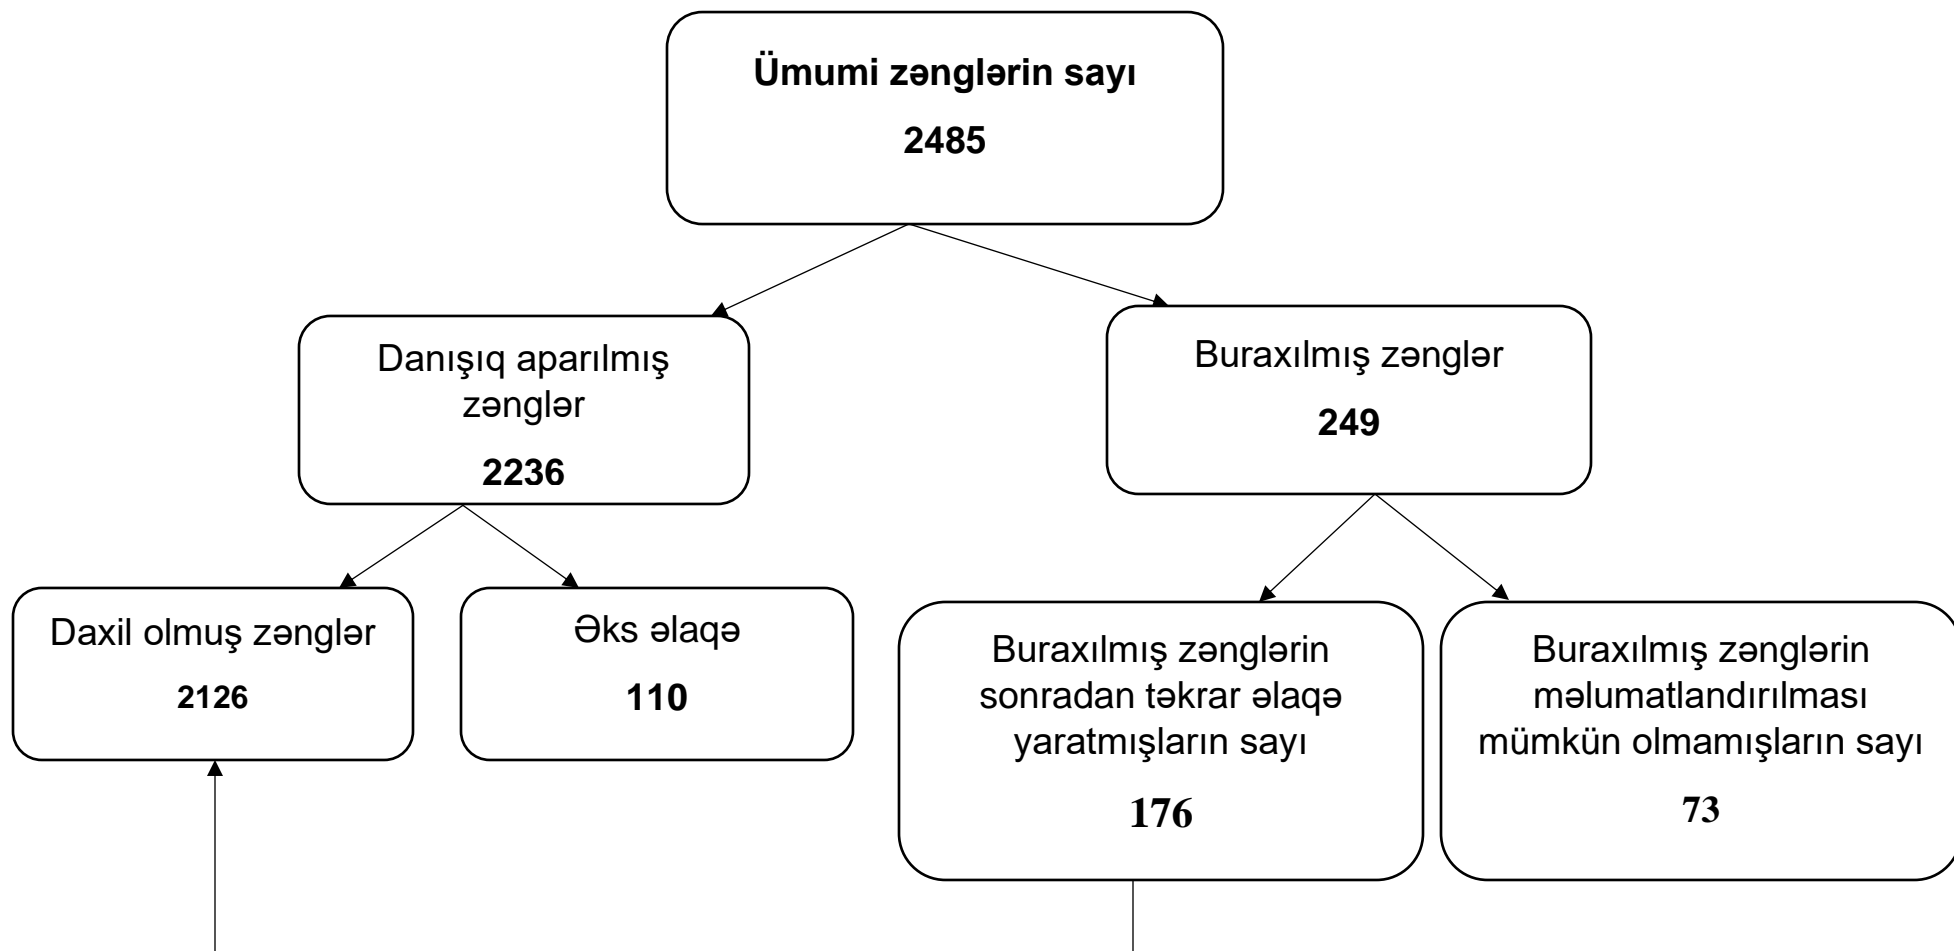 Ümumi zənglərin sayı
2485
Danışıq aparılmış
zənglər
2236
Buraxılmış zənglər
249
Daxil olmuş zənglər
2126
Əks əlaqə
110
Buraxılmış zənglərin
sonradan təkrar əlaqə
yaratmışların sayı
176
Buraxılmış zənglərin
məlumatlandırılması
mümkün olmamışların sayı
73